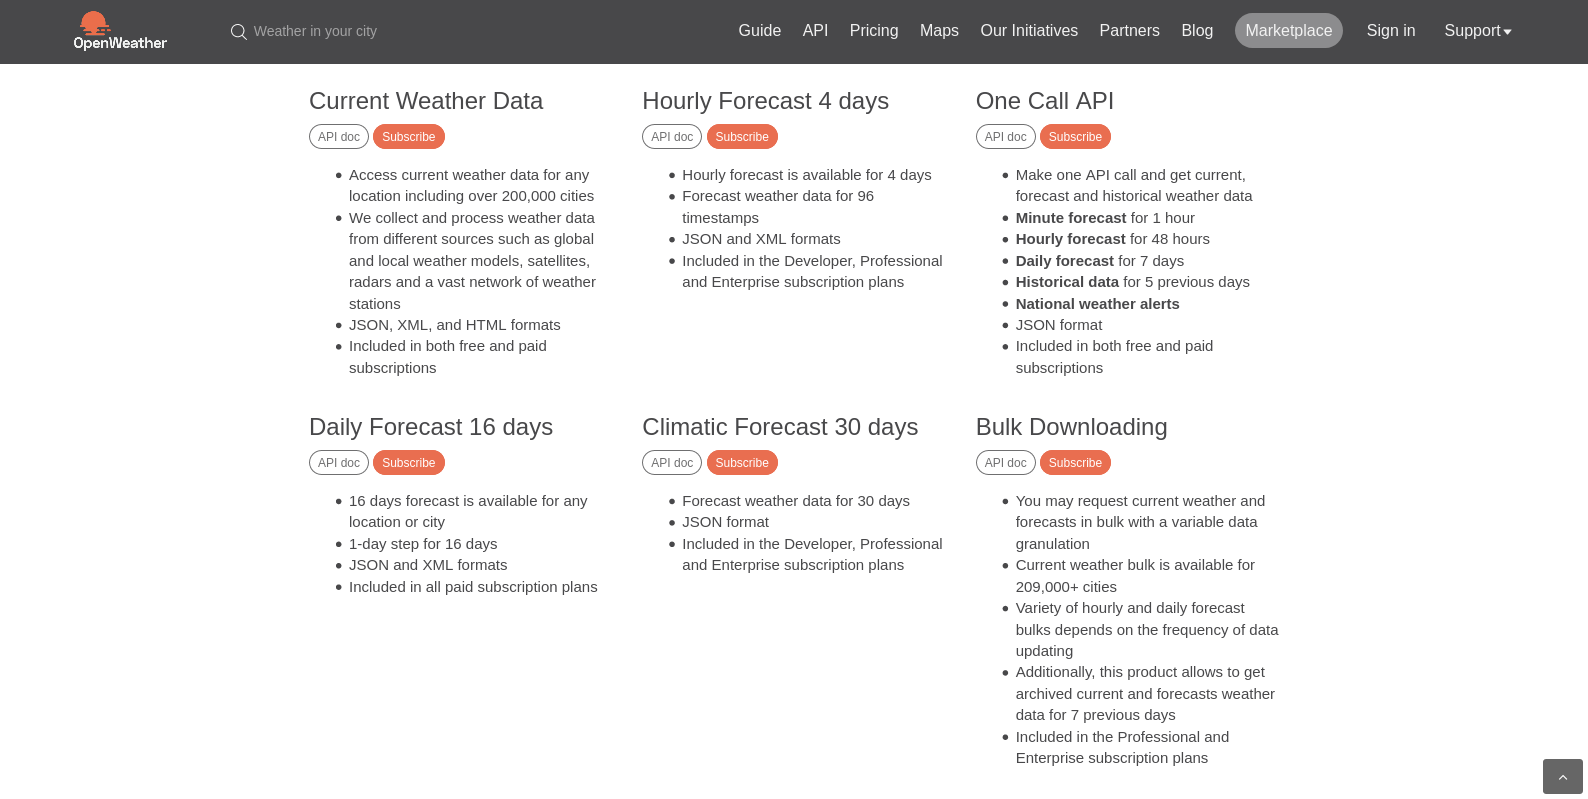 OpenWeather
Weather in your city
Guide API Pricing Maps Our Initiatives Partners Blog Marketplace Sign in Support
Current Weather Data
API doc Subscribe
Access current weather data for any
location including over 200,000 cities
We collect and process weather data
from different sources such as global
and local weather models, satellites,
radars and a vast network of weather
stations
JSON, XML, and HTML formats
Included in both free and paid
subscriptions
Hourly Forecast 4 days
API doc Subscribe
Hourly forecast is available for 4 days
Forecast weather data for 96
timestamps
JSON and XML formats
Included in the Developer, Professional
and Enterprise subscription plans
One Call API
API doc Subscribe
Make one API call and get current,
forecast and historical weather data
Minute forecast for 1 hour
Hourly forecast for 48 hours
Daily forecast for 7 days
Historical data for 5 previous days
National weather alerts
JSON format
Included in both free and paid
subscriptions
Daily Forecast 16 days
API doc Subscribe
16 days forecast is available for any
location or city
1-day step for 16 days
JSON and XML formats
Included in all paid subscription plans
Climatic Forecast 30 days
API doc Subscribe
Forecast weather data for 30 days
JSON format
Included in the Developer, Professional
and Enterprise subscription plans
Bulk Downloading
API doc Subscribe
You may request current weather and
forecasts in bulk with a variable data
granulation
Current weather bulk is available for
209,000+ cities
Variety of hourly and daily forecast
bulks depends on the frequency of data
updating
Additionally, this product allows to get
archived current and forecasts weather
data for 7 previous days
Included in the Professional and
Enterprise subscription plans